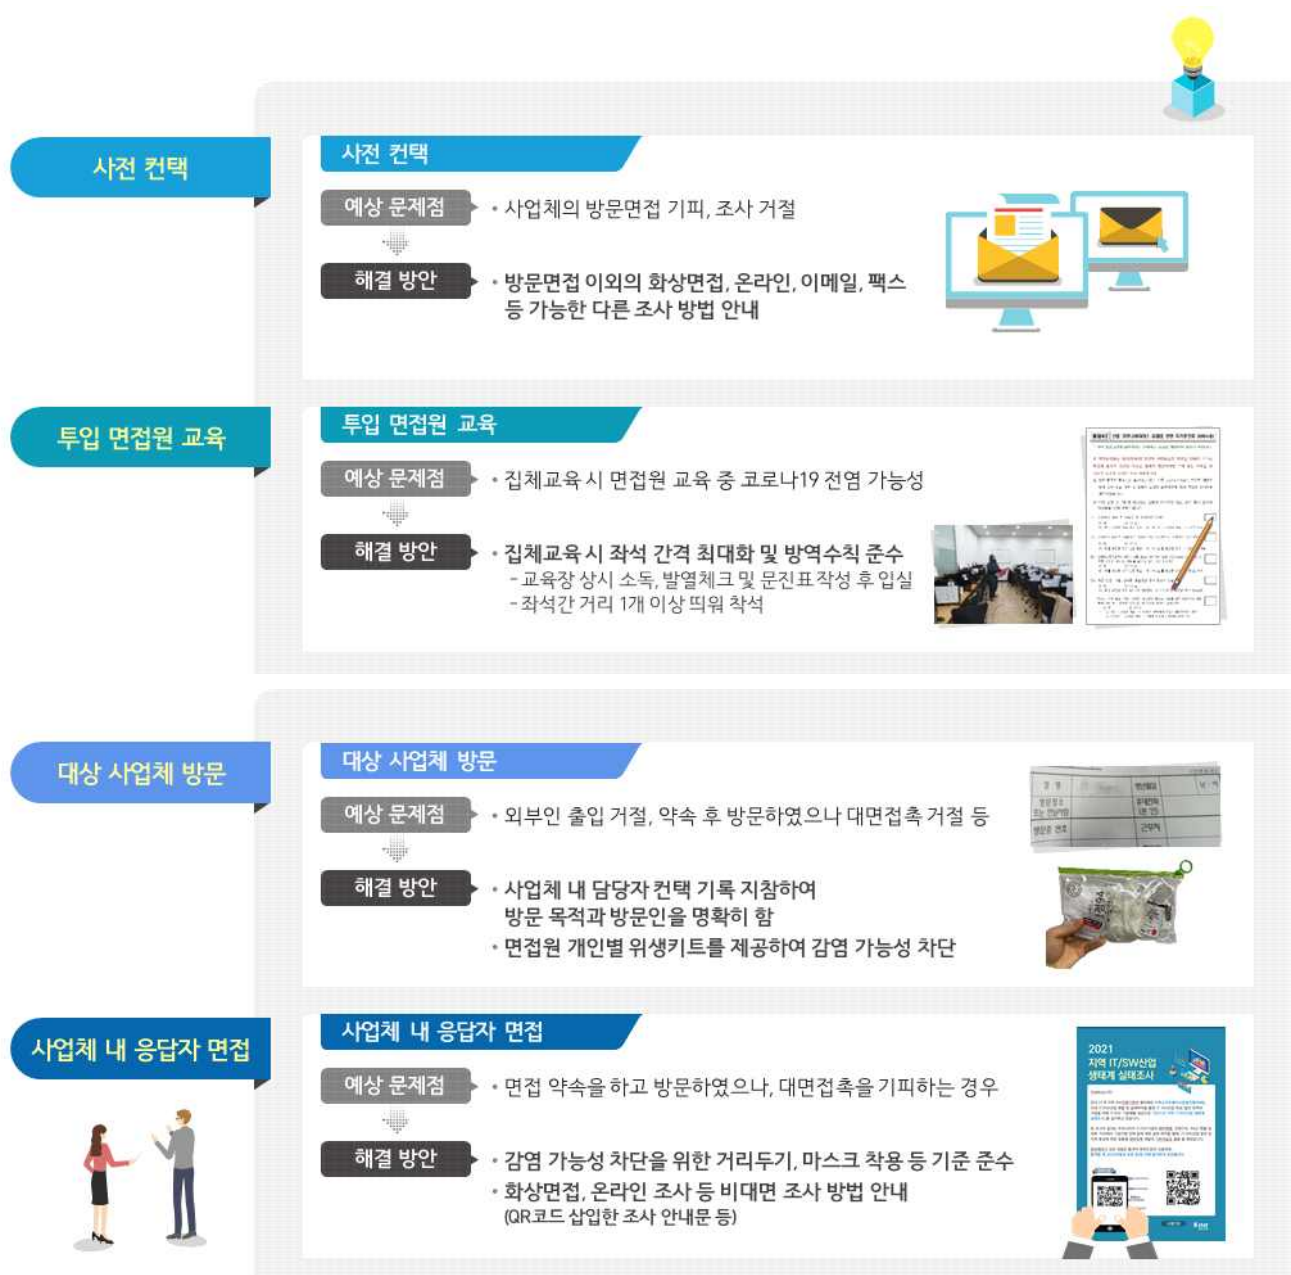 사전 컨택
사전 컨택
예상 문제점
• 사업체의 방문면접 기피, 조사 거절
해결 방안
• 방문면접 이외의 화상면접, 온라인, 이메일, 팩스
등 가능한 다른 조사 방법 안내
투입 면접원 교육
투입 면접원 교육
예상 문제점
• 집체교육 시 면접원 교육 중 코로나19 전염 가능성
해결 방안
• 집체교육 시 좌석 간격 최대화 및 방역수칙 준수
- 교육장 상시 소독, 발열체크 및 문진표 작성 후 입실
- 좌석간 거리 1개 이상 띄워 착석
대상 사업체 방문
대상 사업체 방문
예상 문제점
• 외부인 출입 거절, 약속 후 방문하였으나 대면접촉 거절 등
해결 방안
• 사업체 내 담당자 컨택 기록 지참하여
방문 목적과 방문인을 명확히 함
• 면접원 개인별 위생키트를 제공하여 감염 가능성 차단
성 명
생년월일
근무처
사업체 내 응답자 면접
사업체 내 응답자 면접
예상 문제점
• 면접 약속을 하고 방문하였으나, 대면접촉을 기피하는 경우
해결 방안
• 감염 가능성 차단을 위한 거리두기, 마스크 착용 등 기준 준수
• 화상면접, 온라인 조사 등 비대면 조사 방법 안내
(QR코드 삽입한 조사 안내문 등)
2021
지역 IT/SW산업
생태계 실태조사